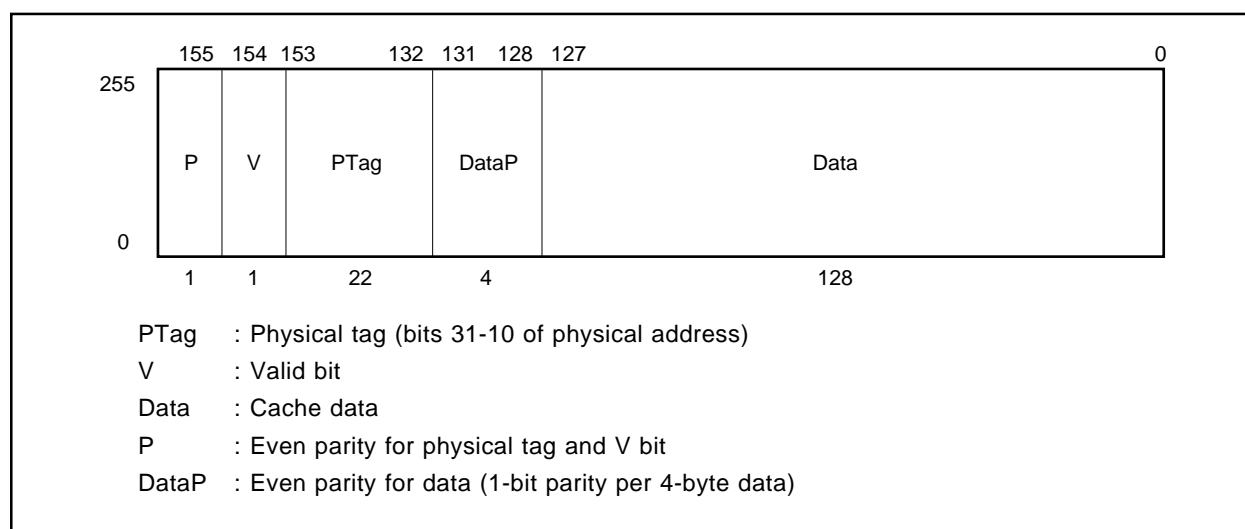 155 154 153 132 131 128 127 0
255
P V PTag DataP Data
0
1 1 22 4 128
PTag : Physical tag (bits 31-10 of physical address)
V : Valid bit
Data : Cache data
P : Even parity for physical tag and V bit
DataP : Even parity for data (1-bit parity per 4-byte data)